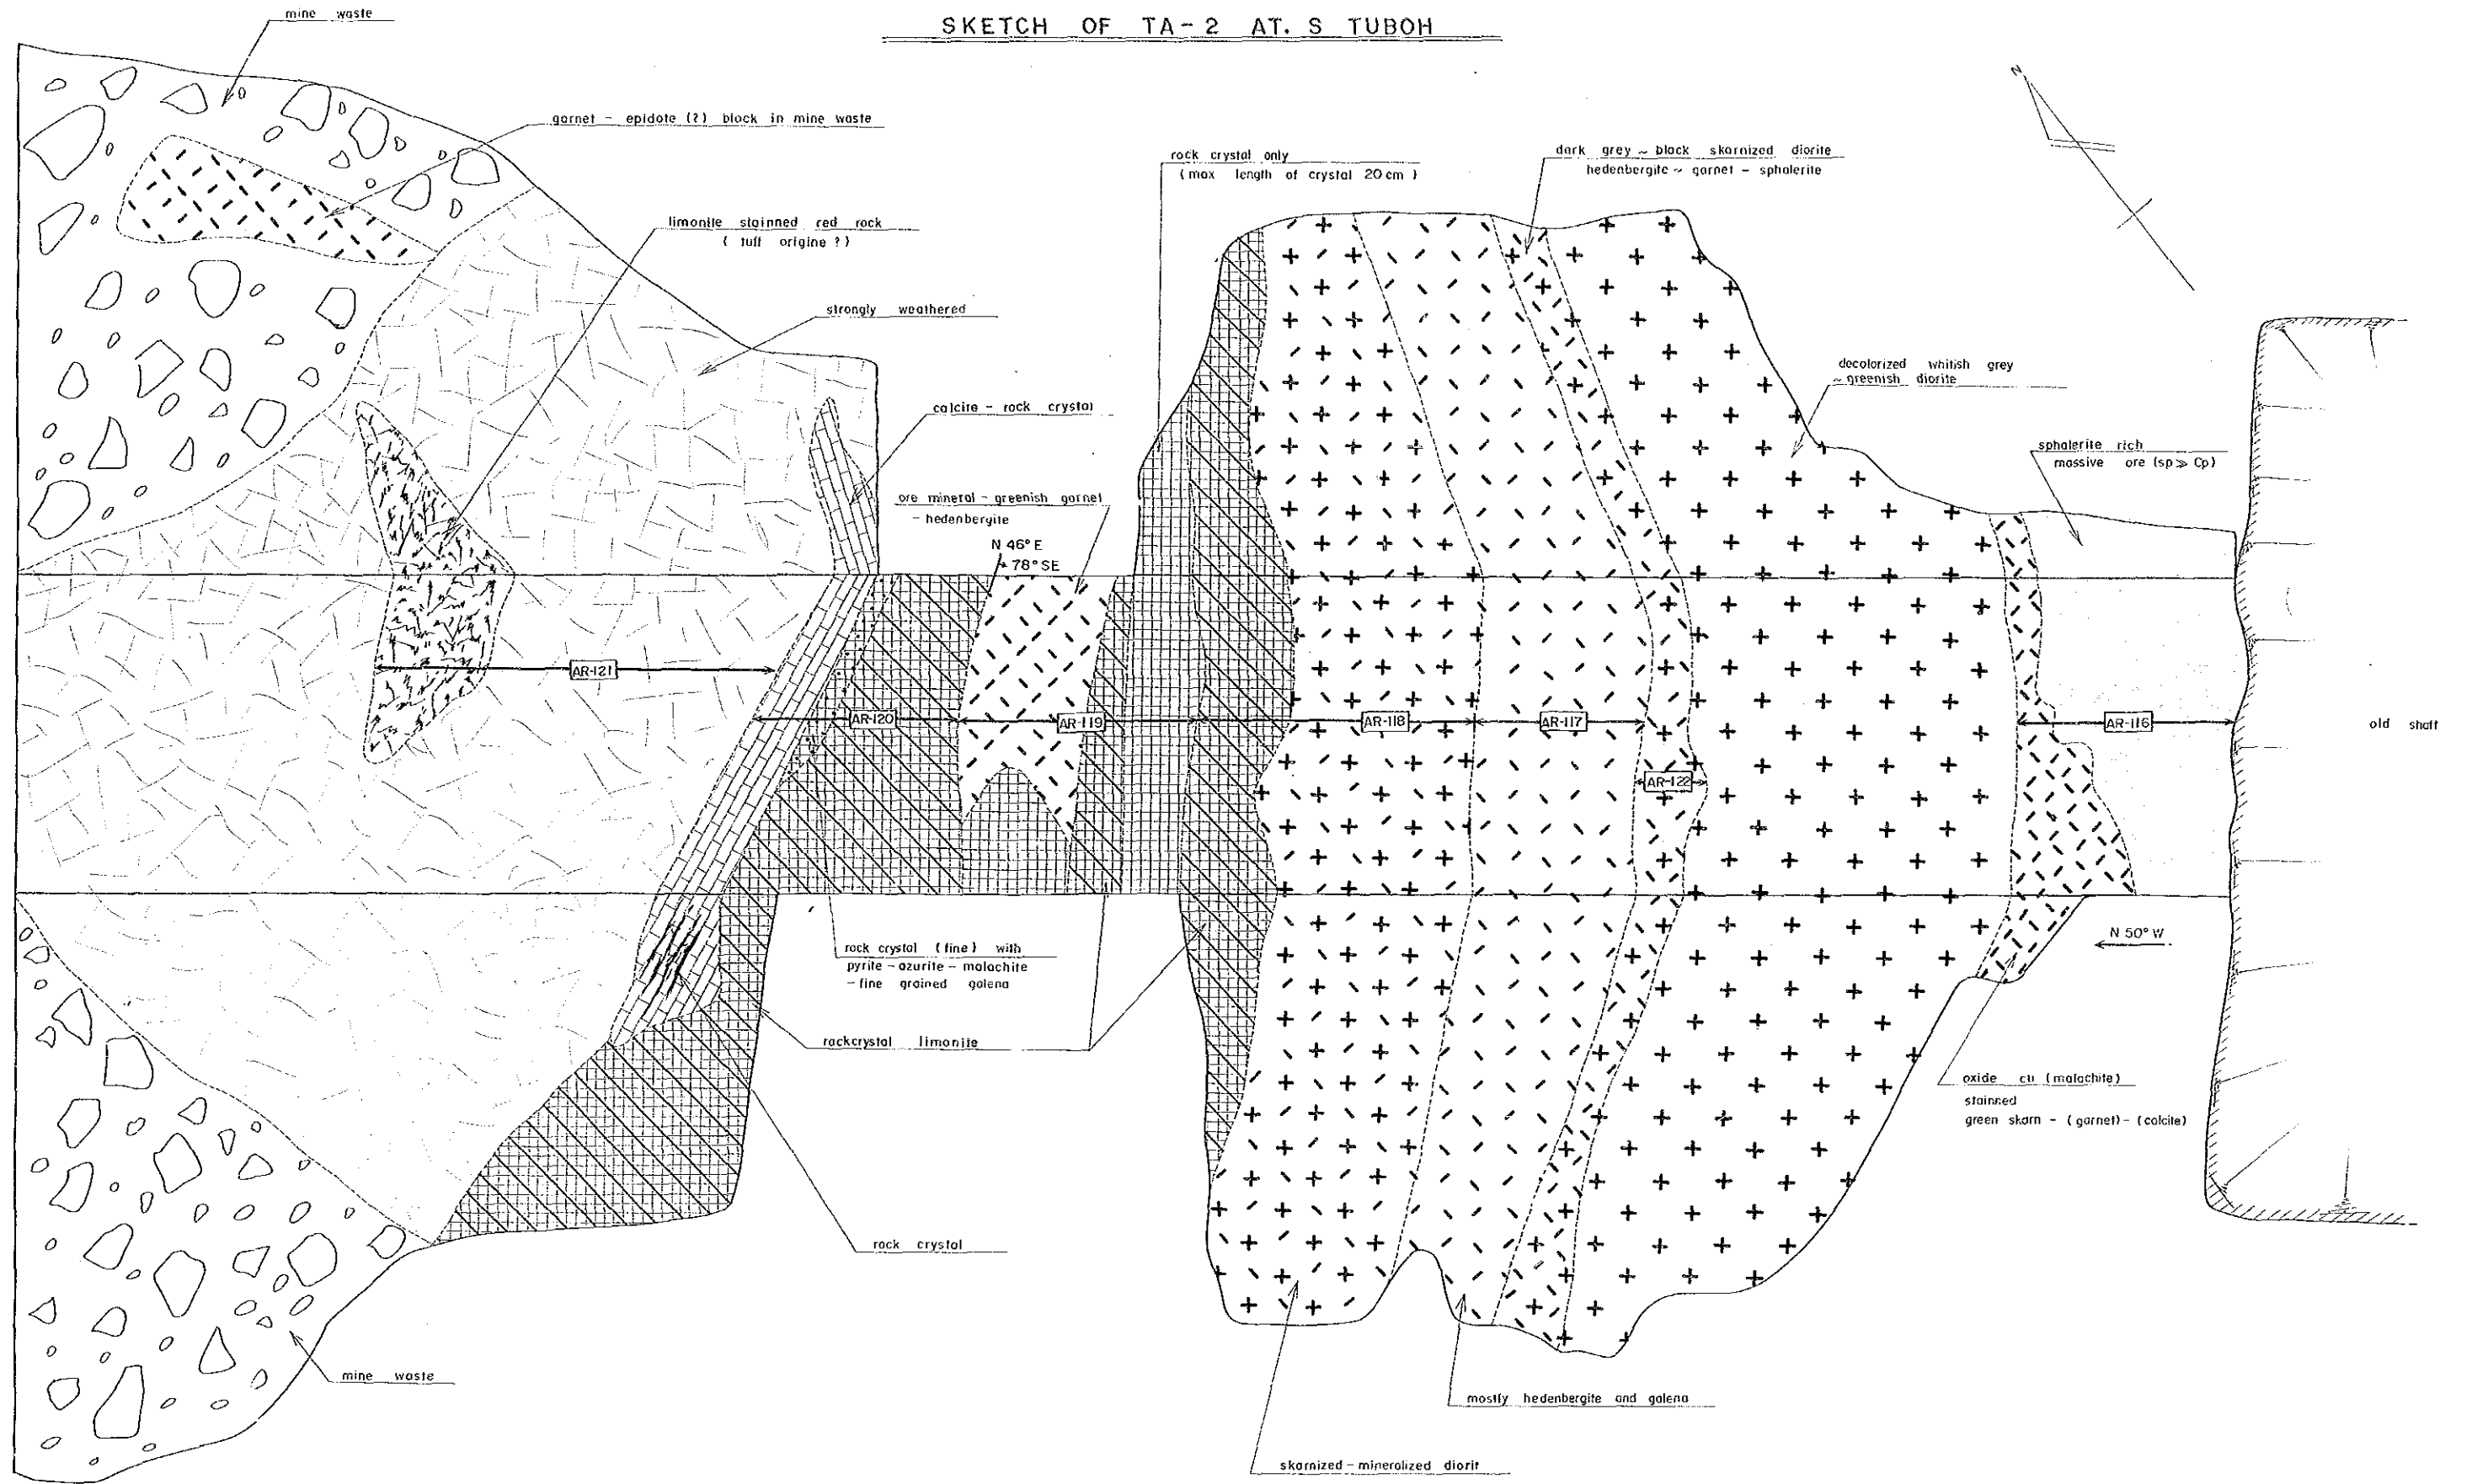 SKETCH OF TA-2 AT. S TUBOH
mine waste
N
garnet - epidote (?) block in mine waste
rock crystal only
(max length of crystal 20 cm)
dark grey ~ black skarnized diorite
hedenbergite ~ garnet - sphalerite
limonite stainned red rock
( tuff origine ? )
strongly weathered
decolorized whitish grey
~ greenish diorite
calcite - rock crystal
sphalerite rich
massive ore (sp ≫ Cp)
ore mineral - greenish garnet
- hedenbergite
N 46° E
78° SE
AR-121
AR-120
AR-119
AR-118
AR-117
AR-116
old shaft
AR-122
N 50° W
rock crystal (fine) with
pyrite - azurite - malachite
- fine grained galena
rockcrystal limonite
oxide cu (malachite)
stainned
green skarn - (garnet) - (calcite)
rock crystal
mine waste
mostly hedenbergite and galena
skarnized - mineralized diorit